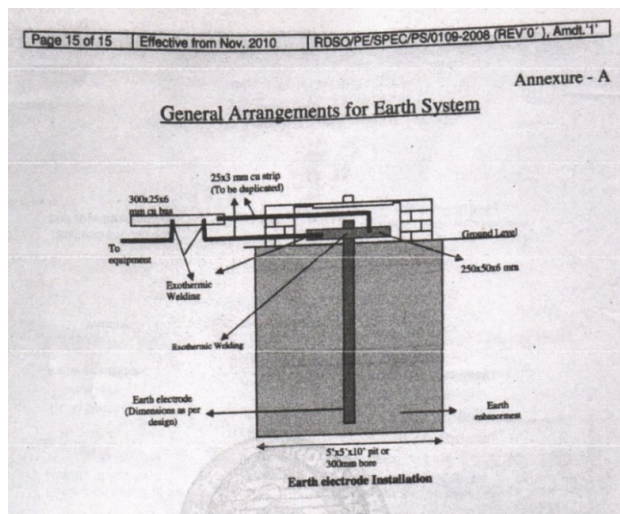 Page 15 of 15 Effective from Nov. 2010 RDSO/PE/SPEC/PS/0109-2008 (REV'0' ), Amdt.'1'
Annexure - A
General Arrangements for Earth System
25x3 mm cu strip
(To be duplicated)
300x25x6
mm cu bus
Ground Level
To
equipment
250x50x6 mm
Exothermic
Welding
Exothermic Welding
Earth electrode
(Dimensions as per
design)
Earth
enhancement
5'x5'x10' pit or
300mm bore
Earth electrode Installation